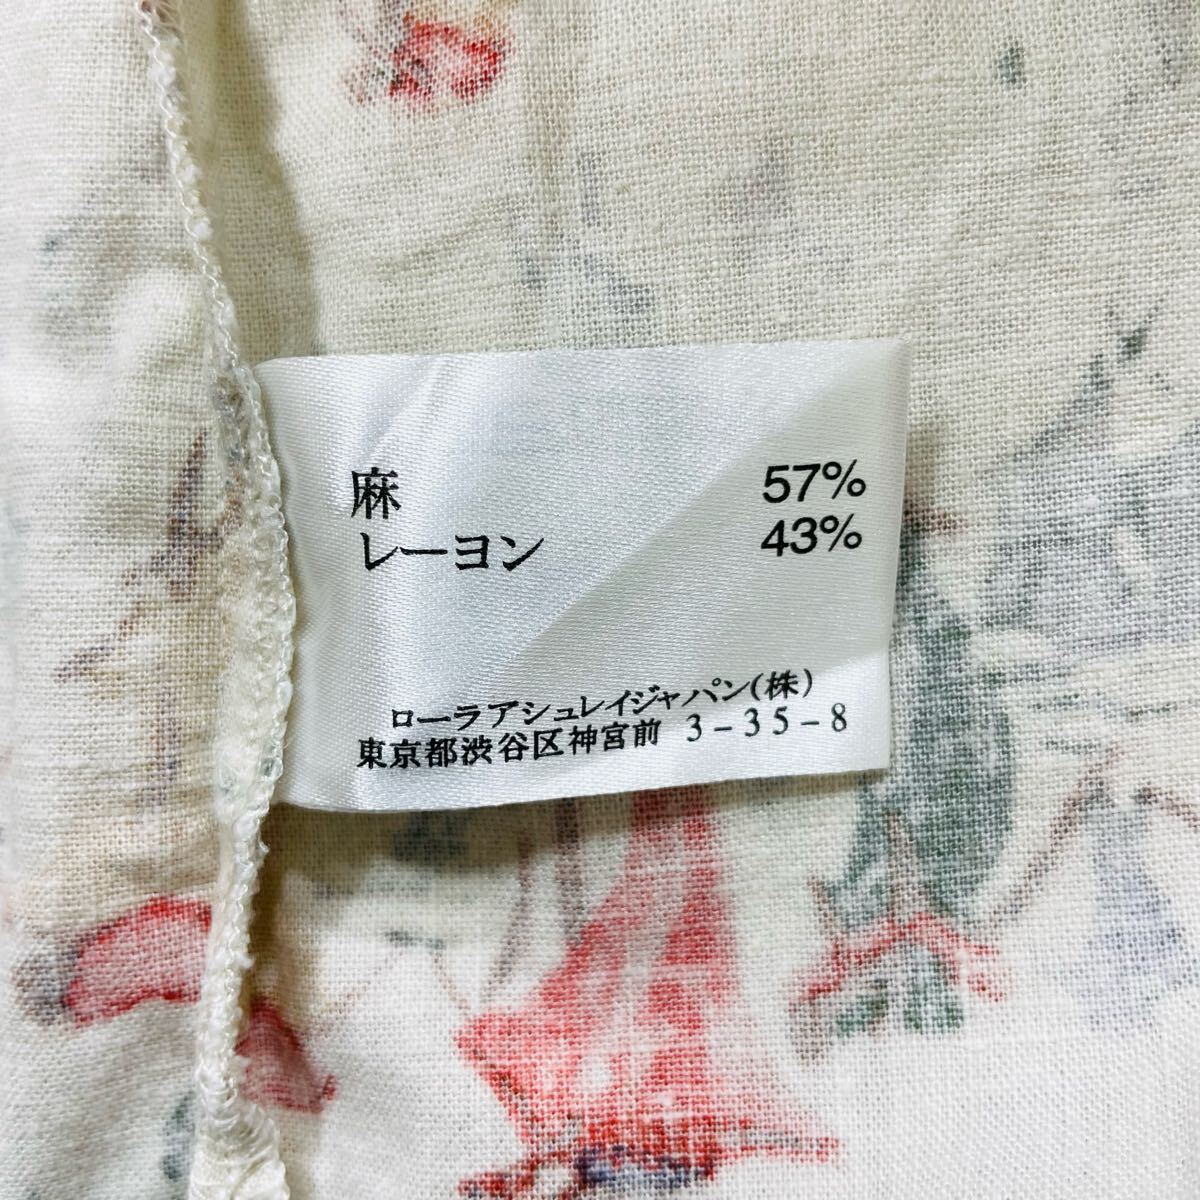 麻 57%
レーヨン 43%
ローラアシュレイジャパン(株)
東京都渋谷区神宮前 3-35-8